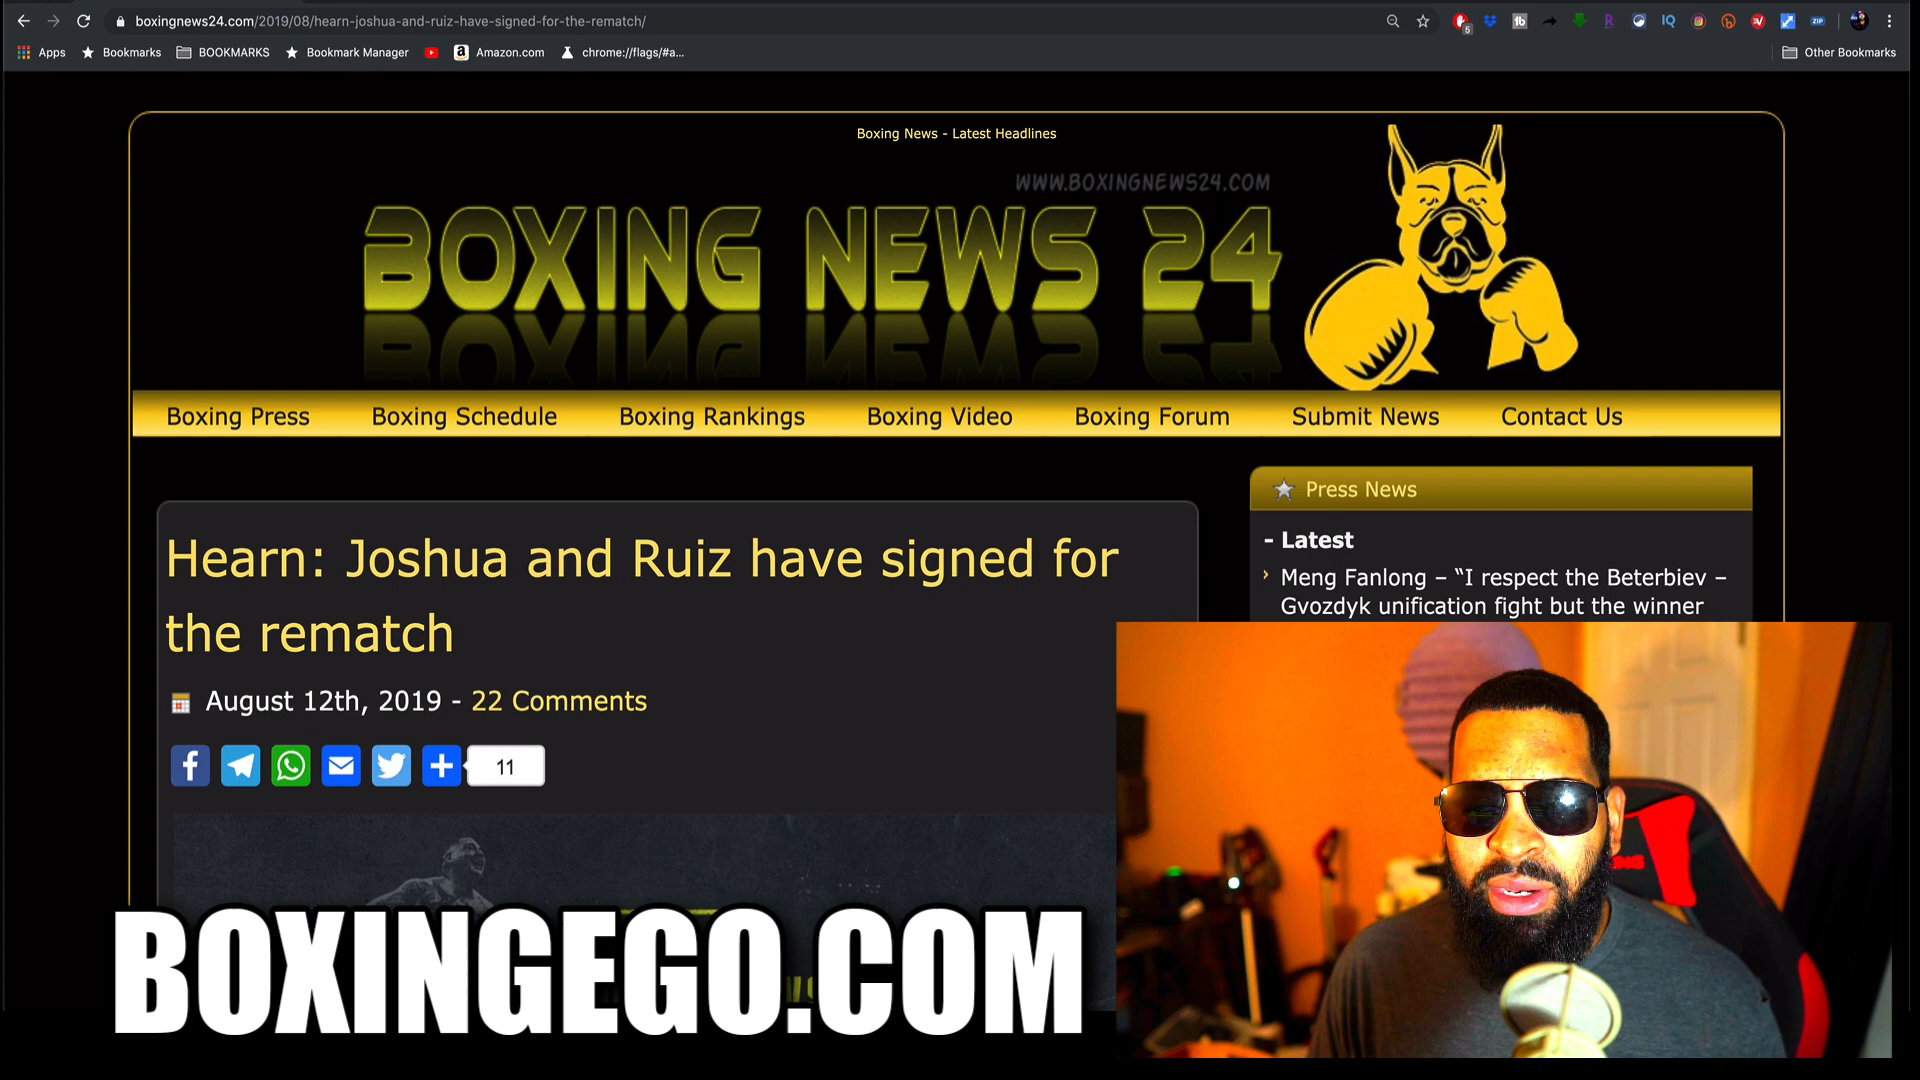 boxingnews24.com/2019/08/hearn-joshua-and-ruiz-have-signed-for-the-rematch/
5
tb
R
IQ
ZIP
Apps
Bookmarks
BOOKMARKS
Bookmark Manager
Amazon.com
chrome://flags/#a...
Other Bookmarks
Boxing News - Latest Headlines
WWW.BOXINGNEWS24.COM
BOXING NEWS 24
Boxing Press
Boxing Schedule
Boxing Rankings
Boxing Video
Boxing Forum
Submit News
Contact Us
Hearn: Joshua and Ruiz have signed for
the rematch
August 12th, 2019 - 22 Comments
11
Press News
- Latest
Meng Fanlong – “I respect the Beterbiev –
Gvozdyk unification fight but the winner
BOXINGEGO.COM